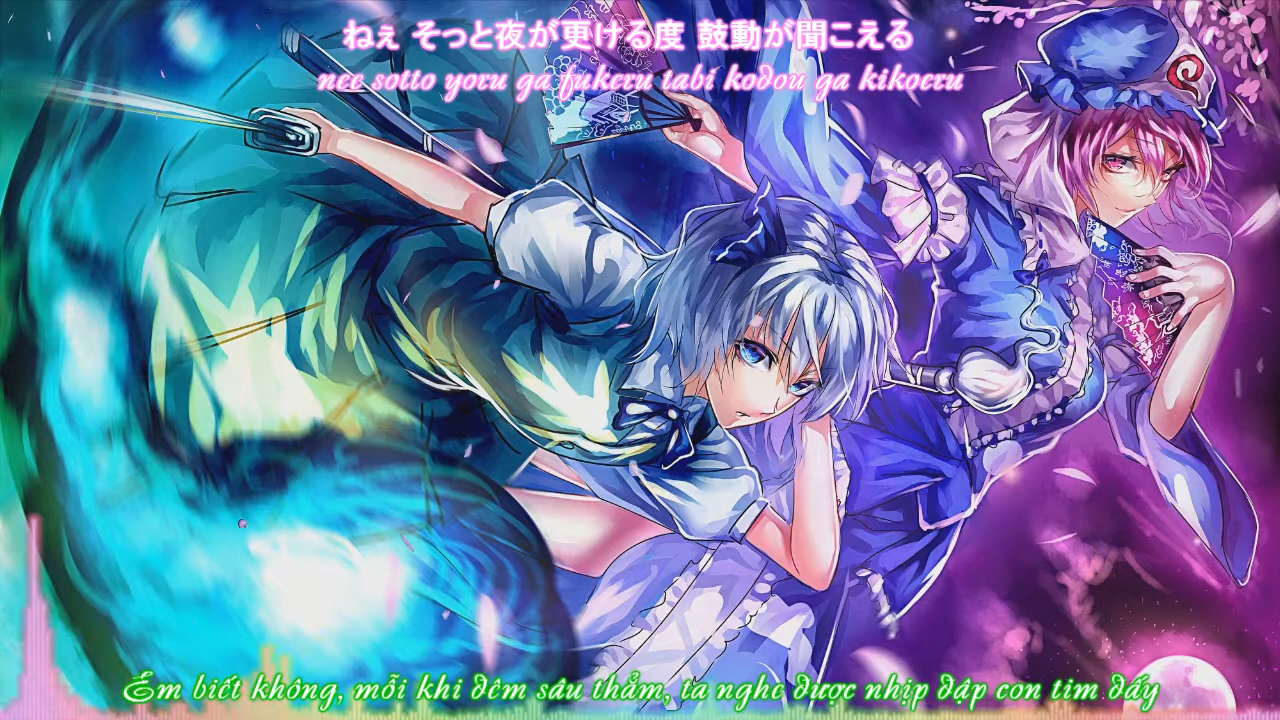 ねぇ そっと夜が更ける度 鼓動が聞こえる
nee sotto yoru ga fukeru tabi kodou ga kikoeru
Em biết không, mỗi khi đêm sâu thẳm, ta nghe được nhịp đập con tim đấy